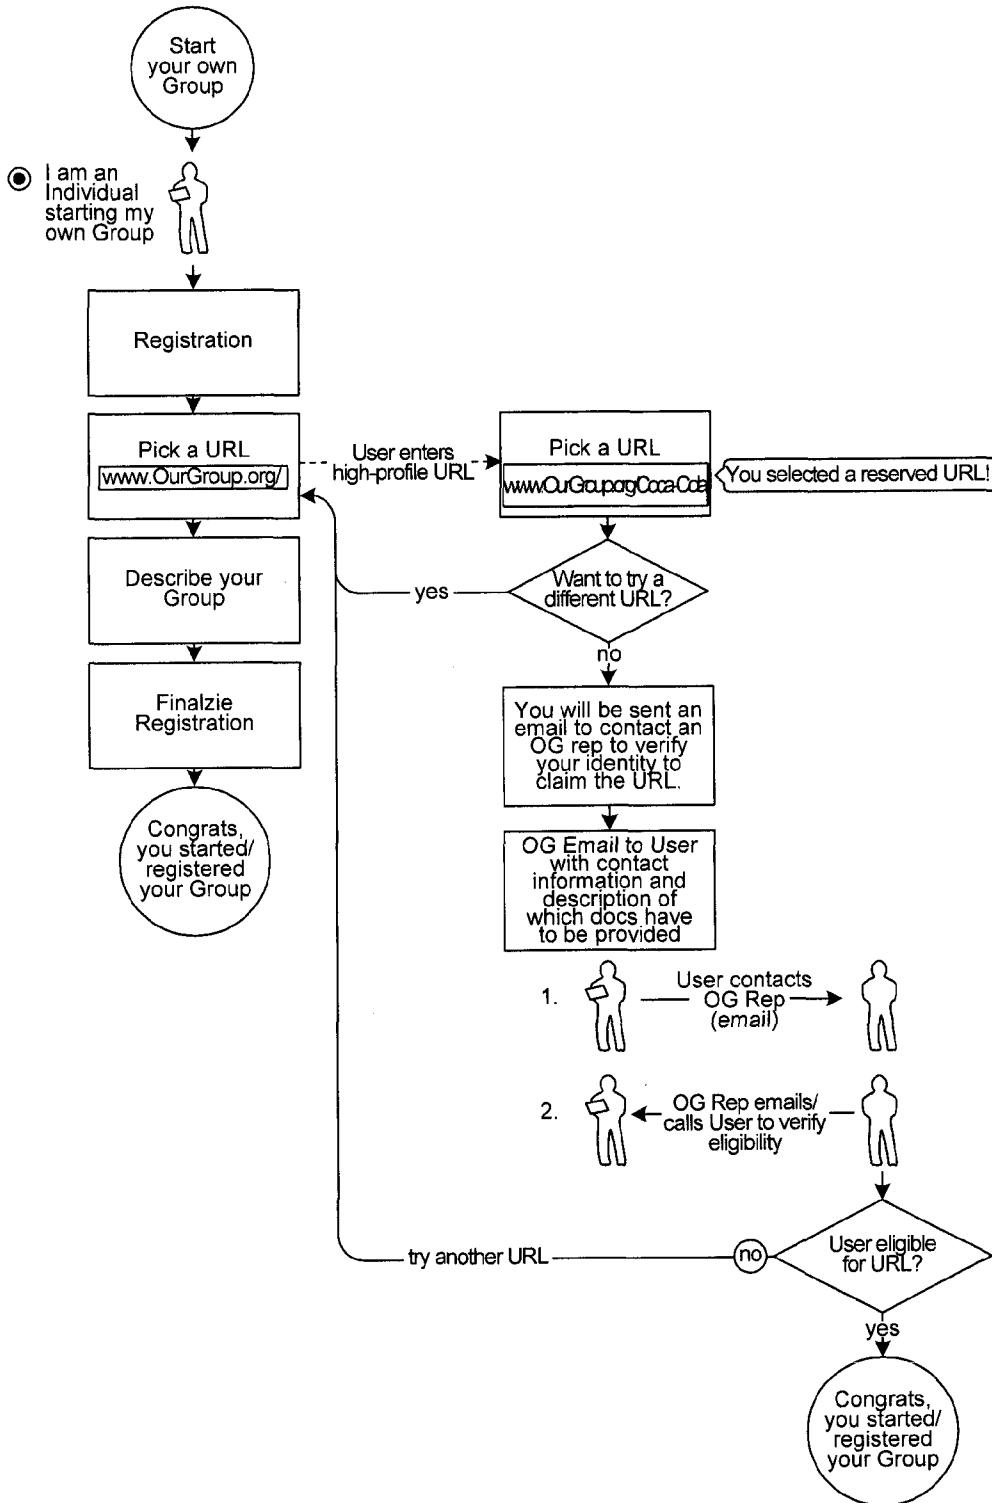 Start
your own
Group
I am an
Individual
starting my
own Group
Registration
Pick a URL
www.OurGroup.org/
User enters
high-profile URL
Pick a URL
www.OurGroup.org/Coca-Cola
You selected a reserved URL!
Describe your
Group
yes
Want to try a
different URL?
no
Finalzie
Registration
You will be sent an
email to contact an
OG rep to verify
your identity to
claim the URL.
Congrats,
you started/
registered
your Group
OG Email to User
with contact
information and
description of
which docs have
to be provided
1.
User contacts
OG Rep
(email)
2.
OG Rep emails/
calls User to verify
eligibility
try another URL
no
User eligible
for URL?
yes
Congrats,
you started/
registered
your Group